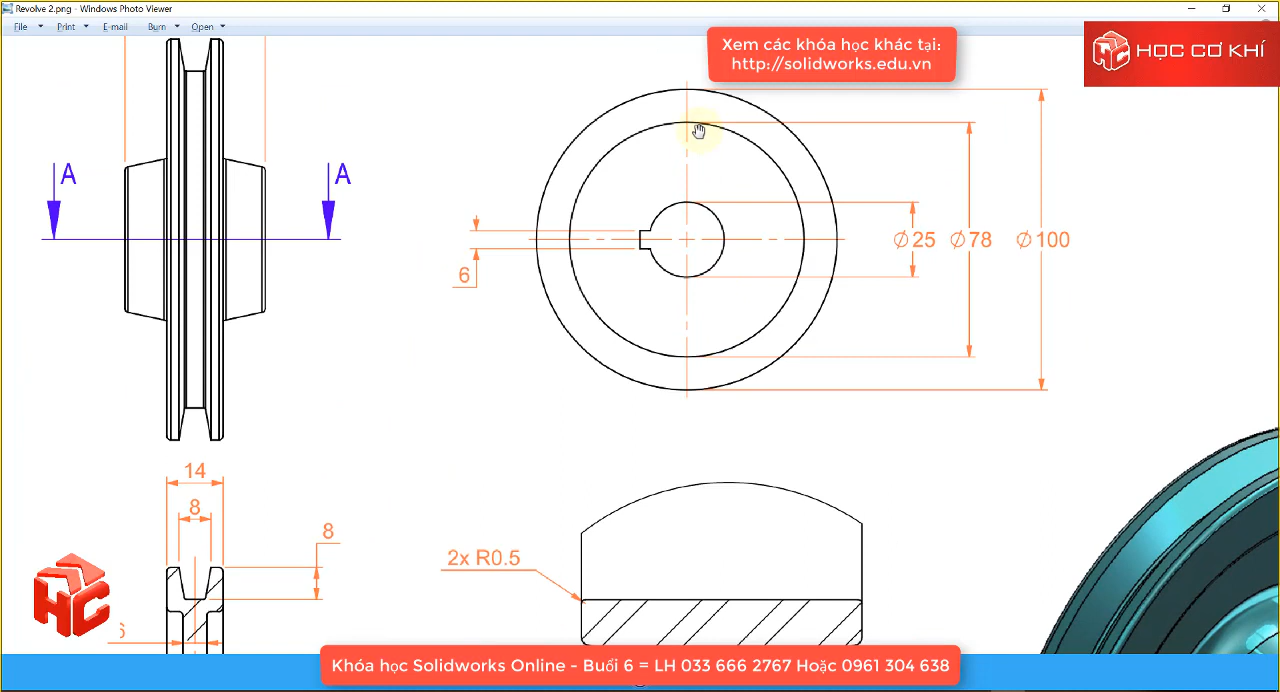 Revolve 2.png - Windows Photo Viewer
File Print E-mail Burn Open
Xem các khóa học khác tại:
http://solidworks.edu.vn
HỌC CƠ KHÍ
A A
6
⌀25 ⌀78 ⌀100
14
8
8
2x R0.5
HC
6
Khóa học Solidworks Online - Buổi 6 = LH 033 666 2767 Hoặc 0961 304 638